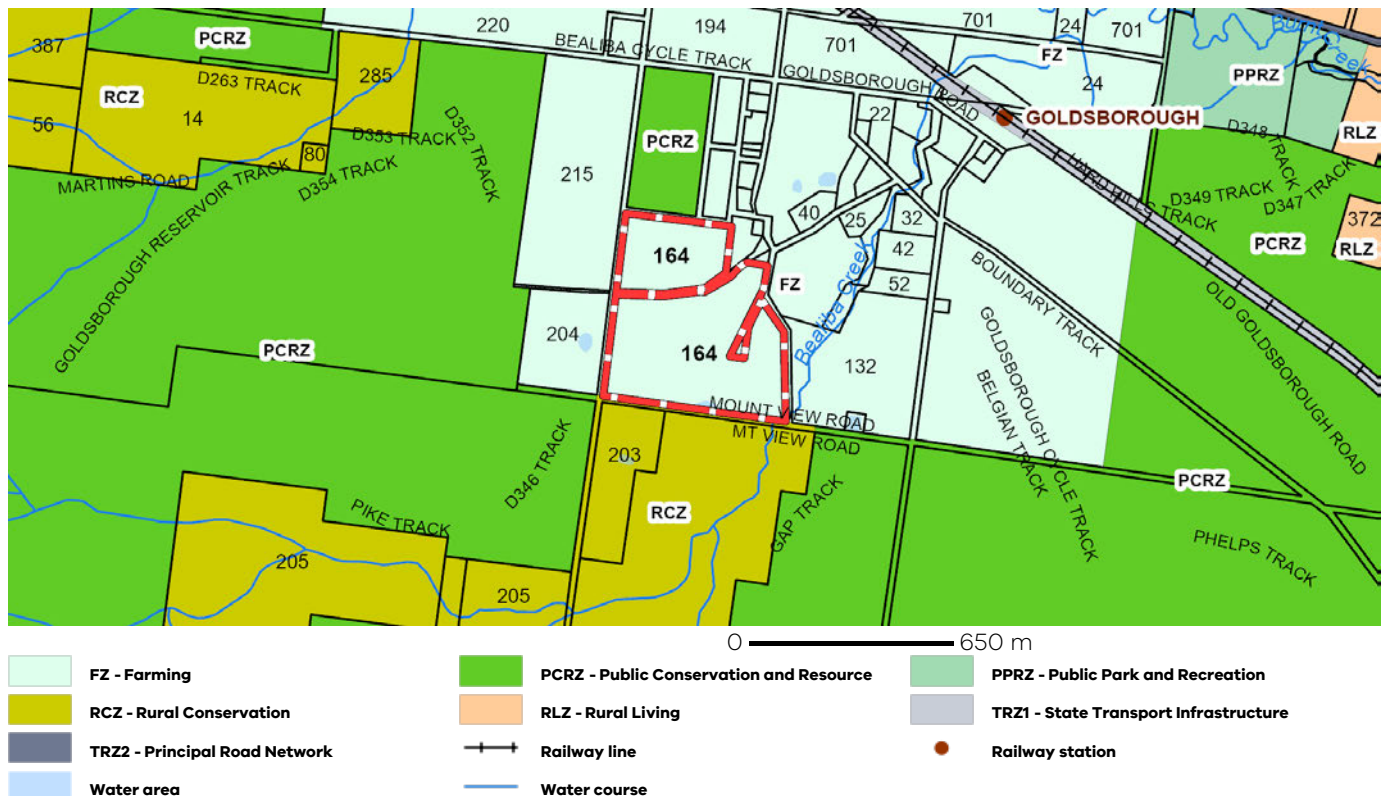 220
194
701
701
24
701
Burnt Creek
387
PCRZ
BEALIBA CYCLE TRACK
FZ
PPRZ
285
D263 TRACK
RCZ
GOLDSBOROUGH ROAD
24
14
56
22
GOLDSBOROUGH
RLZ
D353 TRACK
D352 TRACK
PCRZ
D348 TRACK
80
215
MARTINS ROAD
D354 TRACK
HARD HILLS TRACK
D349 TRACK
D347 TRACK
GOLDSBOROUGH RESERVOIR TRACK
40
25
32
372
PCRZ
RLZ
164
42
Bealiba Creek
BOUNDARY TRACK
FZ
52
OLD GOLDSBOROUGH ROAD
204
PCRZ
164
132
GOLDSBOROUGH CYCLE TRACK
BELGIAN TRACK
MOUNT VIEW ROAD
MT VIEW ROAD
203
D346 TRACK
PCRZ
RCZ
GAP TRACK
PIKE TRACK
PHELPS TRACK
205
205
0 650 m
FZ - Farming
PCRZ - Public Conservation and Resource
PPRZ - Public Park and Recreation
RCZ - Rural Conservation
RLZ - Rural Living
TRZ1 - State Transport Infrastructure
TRZ2 - Principal Road Network
Railway line
Railway station
Water area
Water course